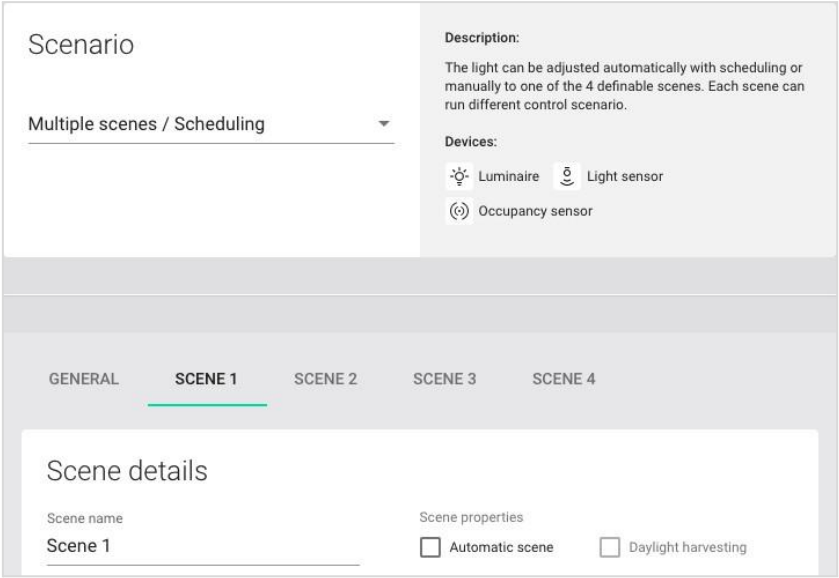 Scenario
Multiple scenes / Scheduling
Description:
The light can be adjusted automatically with scheduling or
manually to one of the 4 definable scenes. Each scene can
run different control scenario.
Devices:
Luminaire Light sensor
Occupancy sensor
GENERAL SCENE 1 SCENE 2 SCENE 3 SCENE 4
Scene details
Scene name
Scene 1
Scene properties
Automatic scene Daylight harvesting